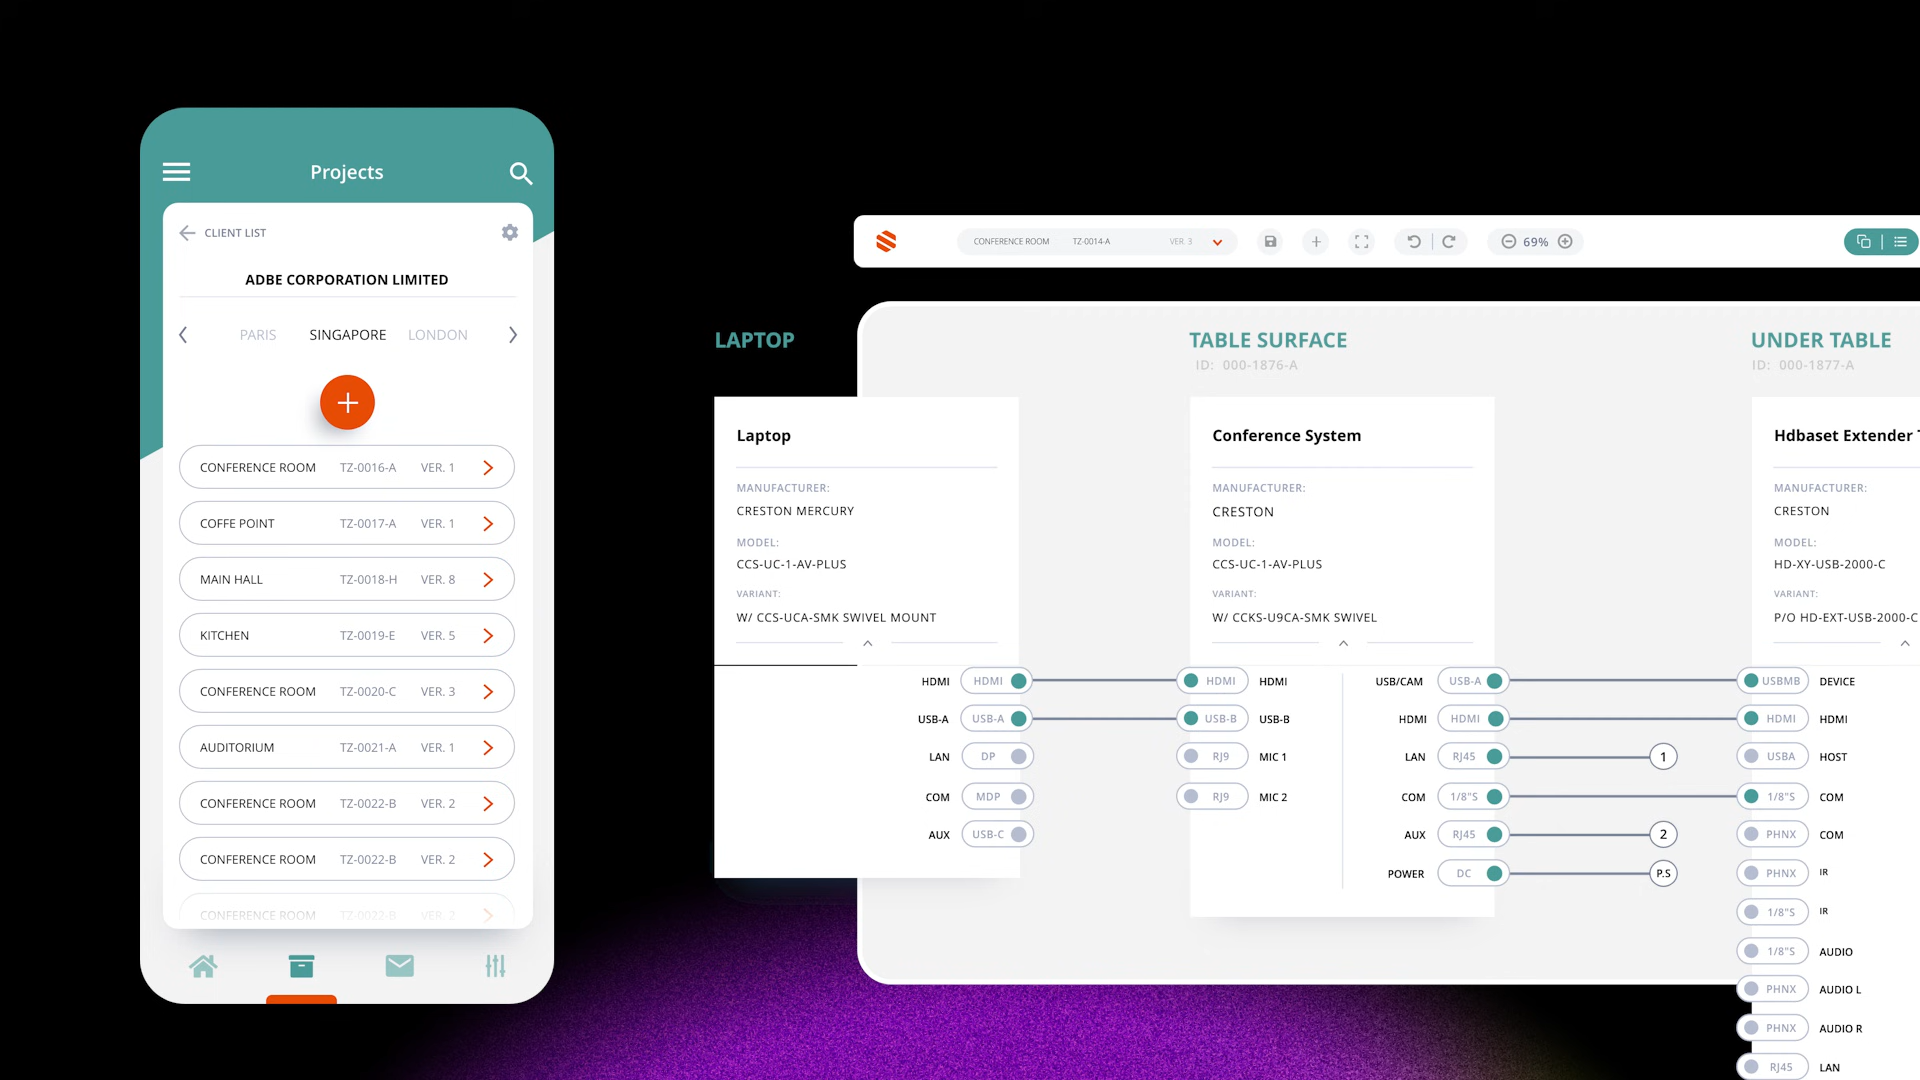 Projects
CLIENT LIST
ADBE CORPORATION LIMITED
PARIS SINGAPORE LONDON
CONFERENCE ROOM TZ-0016-A VER. 1
COFFE POINT TZ-0017-A VER. 1
MAIN HALL TZ-0018-H VER. 8
KITCHEN TZ-0019-E VER. 5
CONFERENCE ROOM TZ-0020-C VER. 3
AUDITORIUM TZ-0021-A VER. 1
CONFERENCE ROOM TZ-0022-B VER. 2
CONFERENCE ROOM TZ-0022-B VER. 2
CONFERENCE ROOM TZ-0022-B VER. 2
CONFERENCE ROOM TZ-0014-A VER. 3
69%
LAPTOP
Laptop
MANUFACTURER:
CRESTON MERCURY
MODEL:
CCS-UC-1-AV-PLUS
VARIANT:
W/ CCS-UCA-SMK SWIVEL MOUNT
HDMI HDMI
USB-A USB-A
LAN DP
COM MDP
AUX USB-C
TABLE SURFACE
ID: 000-1876-A
Conference System
MANUFACTURER:
CRESTON
MODEL:
CCS-UC-1-AV-PLUS
VARIANT:
W/ CCKS-U9CA-SMK SWIVEL
HDMI HDMI
USB-B USB-B
RJ9 MIC 1
RJ9 MIC 2
USB/CAM USB-A
HDMI HDMI
LAN RJ45 1
COM 1/8"S
AUX RJ45 2
POWER DC P.S
UNDER TABLE
ID: 000-1877-A
Hdbaset Extender
MANUFACTURER:
CRESTON
MODEL:
HD-XY-USB-2000-C
VARIANT:
P/O HD-EXT-USB-2000-C
USBMB DEVICE
HDMI HDMI
USBA HOST
1/8"S COM
PHNX COM
PHNX IR
1/8"S IR
1/8"S AUDIO
PHNX AUDIO L
PHNX AUDIO R
RJ45 LAN